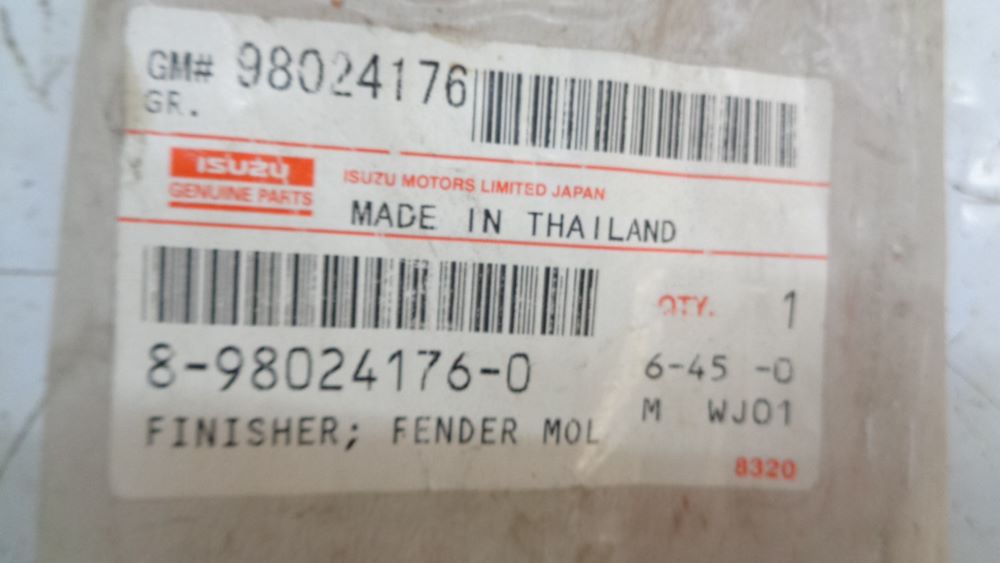 GM# 98024176
GR.
ISUZU
GENUINE PARTS
ISUZU MOTORS LIMITED JAPAN
MADE IN THAILAND
QTY. 1
8-98024176-0
6-45 -0
FINISHER; FENDER MOL
M WJ01
8320